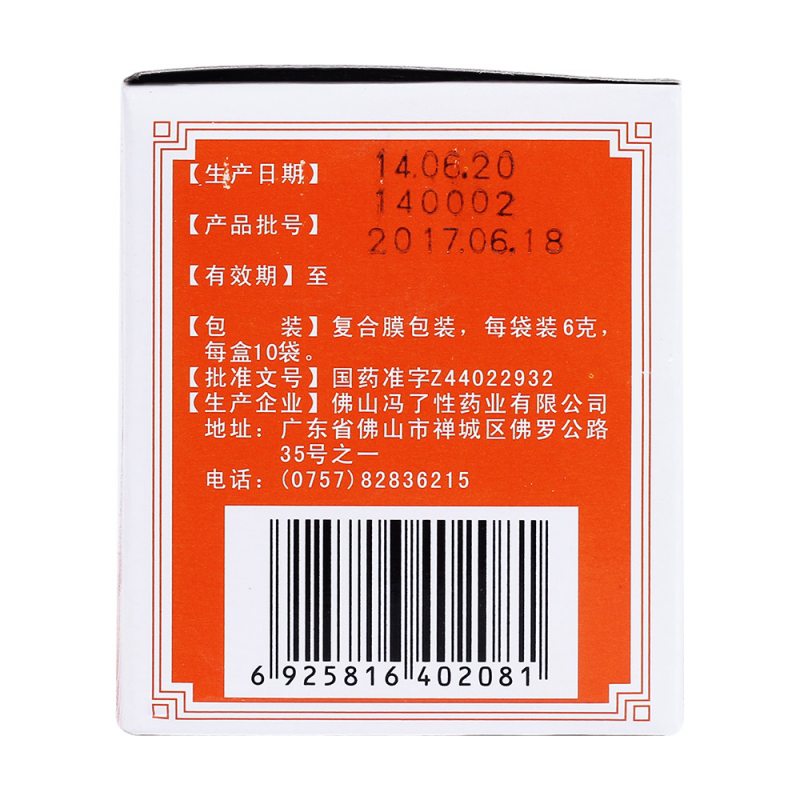 【生产日期】 14.06.20
【产品批号】 140002
【有效期】至 2017.06.18
【包 装】复合膜包装，每袋装6克，
每盒10袋。
【批准文号】国药准字Z44022932
【生产企业】佛山冯了性药业有限公司
地址：广东省佛山市禅城区佛罗公路
35号之一
电话：(0757)82836215
6 925816 402081